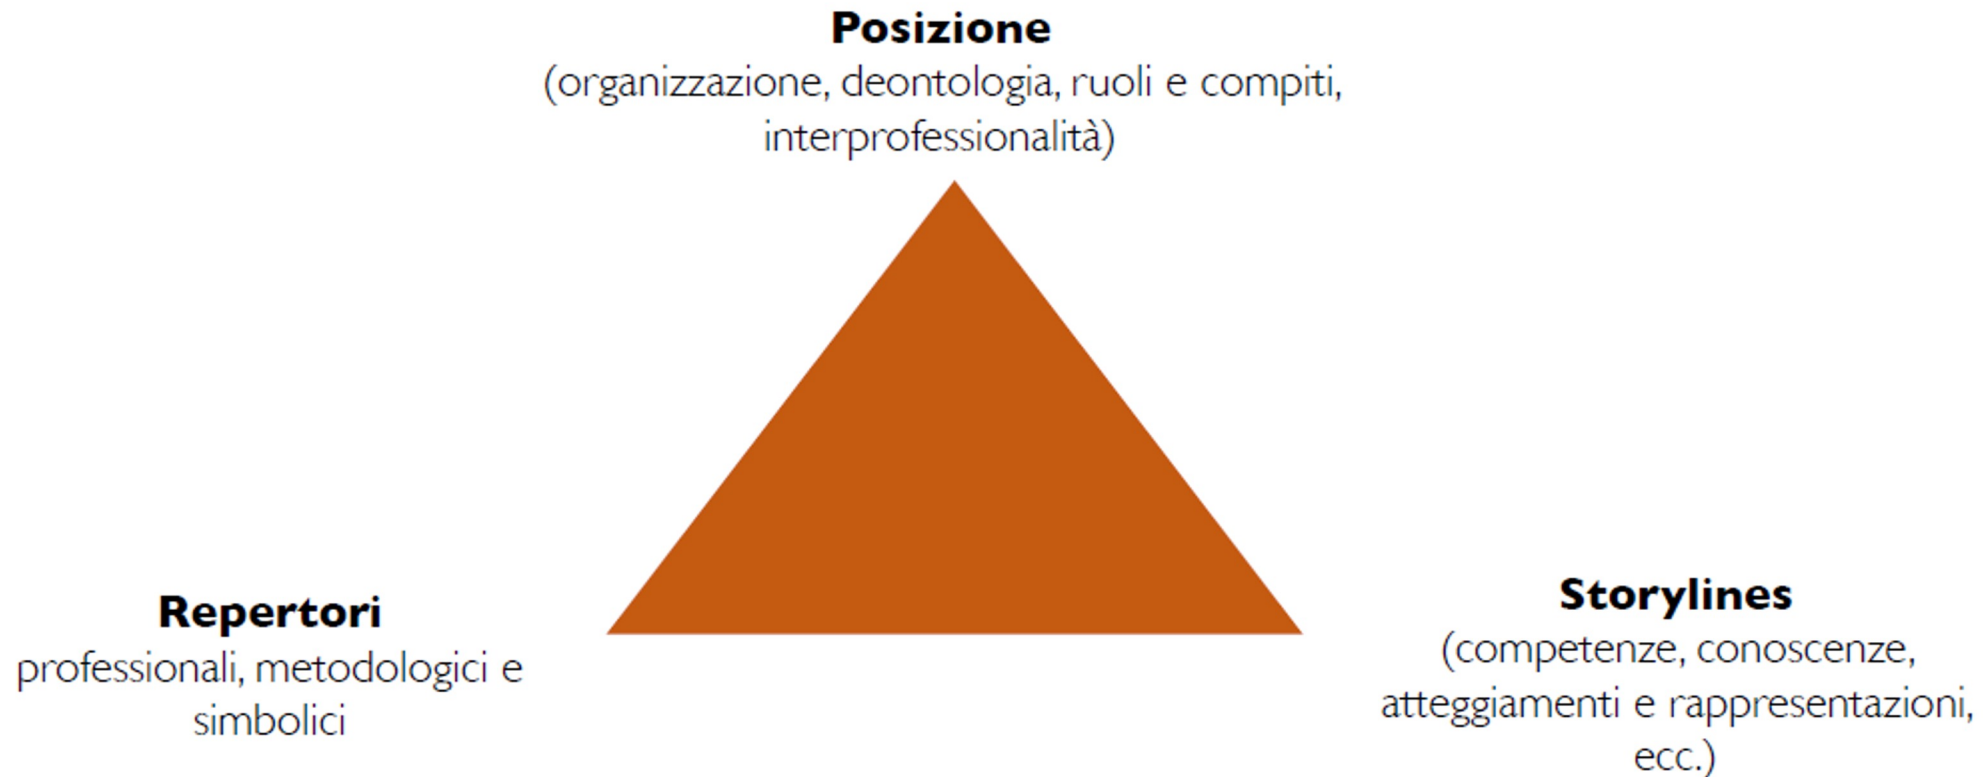 Posizione
(organizzazione, deontologia, ruoli e compiti,
interprofessionalità)
Repertori
professionali, metodologici e
simbolici
Storylines
(competenze, conoscenze,
atteggiamenti e rappresentazioni,
ecc.)